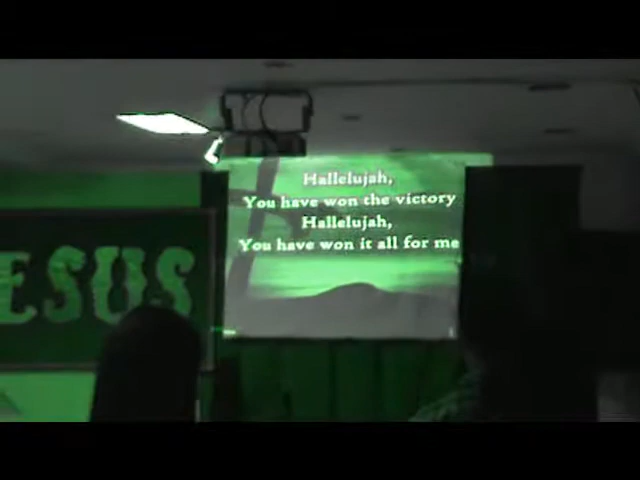 Hallelujah,
You have won the victory
Hallelujah,
You have won it all for me
ESUS